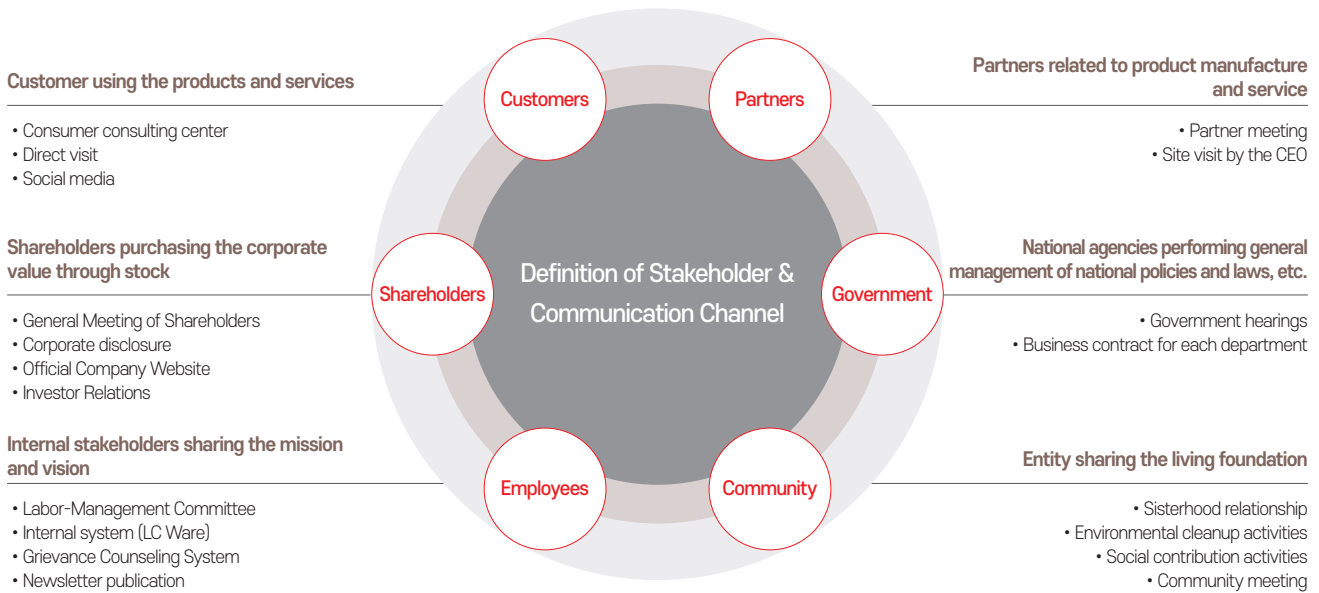 Customer using the products and services
• Consumer consulting center
• Direct visit
• Social media
Customers
Partners
Partners related to product manufacture
and service
• Partner meeting
• Site visit by the CEO
Shareholders purchasing the corporate
value through stock
• General Meeting of Shareholders
• Corporate disclosure
• Official Company Website
• Investor Relations
Shareholders
Definition of Stakeholder &
Communication Channel
Government
National agencies performing general
management of national policies and laws, etc.
• Government hearings
• Business contract for each department
Internal stakeholders sharing the mission
and vision
• Labor-Management Committee
• Internal system (LC Ware)
• Grievance Counseling System
• Newsletter publication
Employees
Community
Entity sharing the living foundation
• Sisterhood relationship
• Environmental cleanup activities
• Social contribution activities
• Community meeting